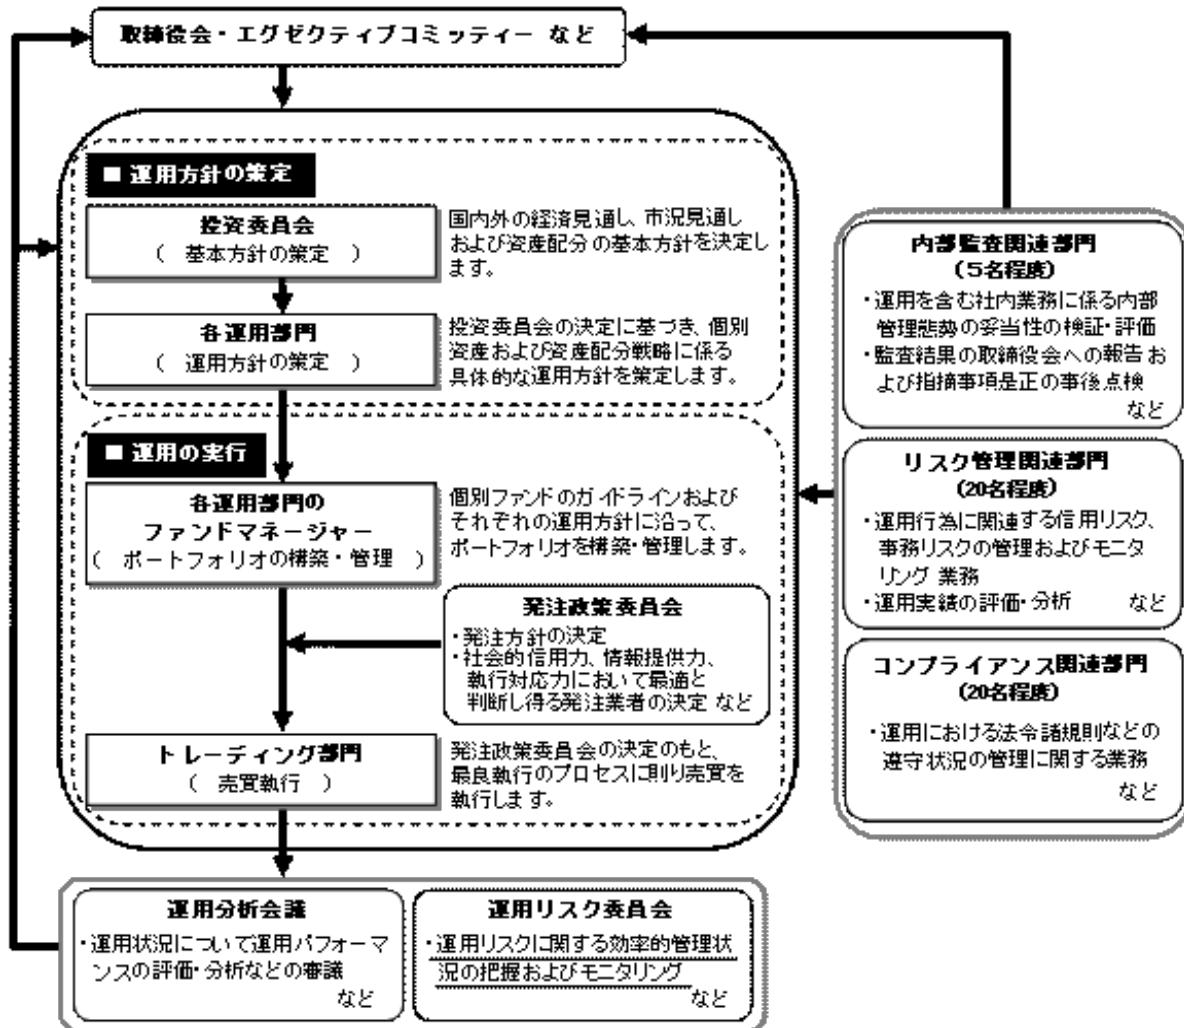 取締役会・エグゼクティブコミッティー など
■ 運用方針の策定
投資委員会
( 基本方針の策定 )
国内外の経済見通し、市況見通し
および資産配分の基本方針を決定し
ます。
各運用部門
( 運用方針の策定 )
投資委員会の決定に基づき、個別
資産および資産配分戦略に係る
具体的な運用方針を策定します。
■ 運用の実行
各運用部門の
ファンドマネージャー
( ポートフォリオの構築・管理 )
個別ファンドのガイドラインおよび
それぞれの運用方針に沿って、
ポートフォリオを構築・管理します。
発注政策委員会
・発注方針の決定
・社会的信用力、情報提供力、
執行対応力において最適と
判断し得る発注業者の決定 など
トレーディング部門
( 売買執行 )
発注政策委員会の決定のもと、
最良執行のプロセスに則り売買を
執行します。
運用分析会議
・運用状況について運用パフォーマ
ンスの評価・分析などの審議
など
運用リスク委員会
・運用リスクに関する効率的管理状
況の把握およびモニタリング
など
内部監査関連部門
(5名程度)
・運用を含む社内業務に係る内部
管理態勢の妥当性の検証・評価
・監査結果の取締役会への報告お
よび指摘事項是正の事後点検
など
リスク管理関連部門
(20名程度)
・運用行為に関連する信用リスク、
事務リスクの管理およびモニタ
リング 業務
・運用実績の評価・分析 など
コンプライアンス関連部門
(20名程度)
・運用における法令諸規則などの
遵守状況の管理に関する業務
など